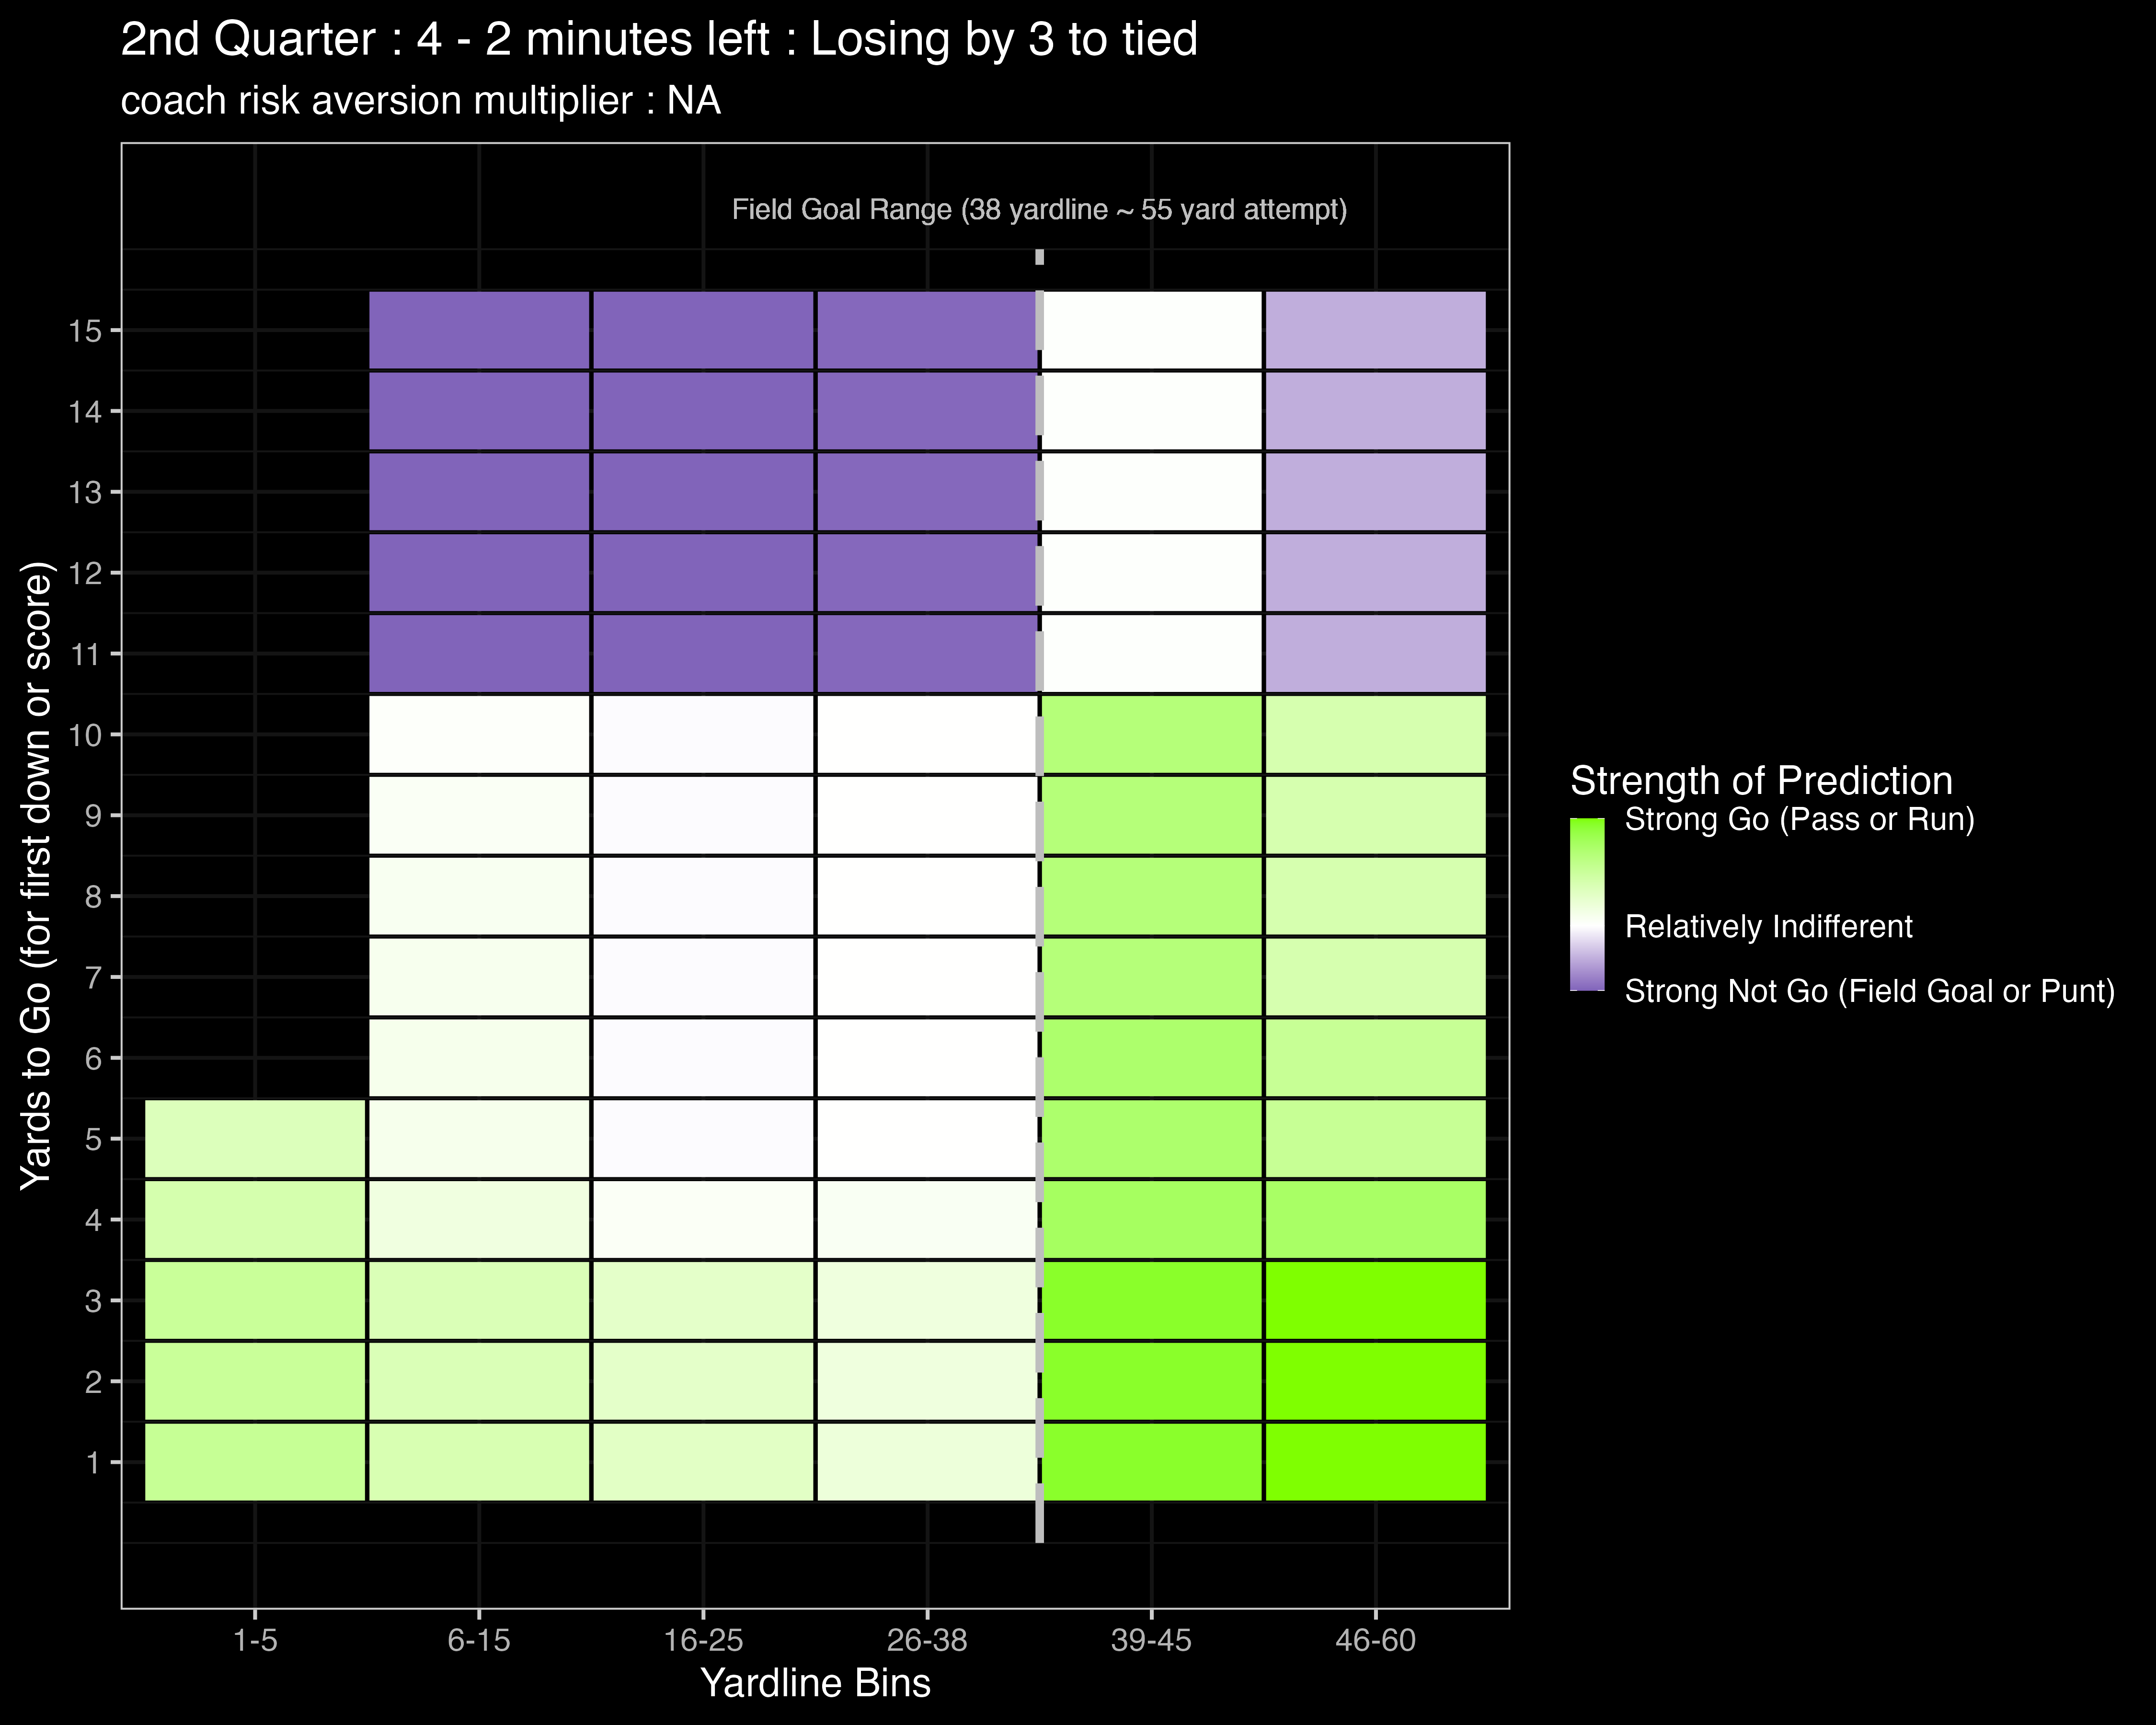 2nd Quarter : 4 - 2 minutes left : Losing by 3 to tied
coach risk aversion multiplier : NA
Field Goal Range (38 yardline ~ 55 yard attempt)
Yards to Go (for first down or score)
15
14
13
12
11
10
9
8
7
6
5
4
3
2
1
1-5
6-15
16-25
26-38
39-45
46-60
Yardline Bins
Strength of Prediction
Strong Go (Pass or Run)
Relatively Indifferent
Strong Not Go (Field Goal or Punt)